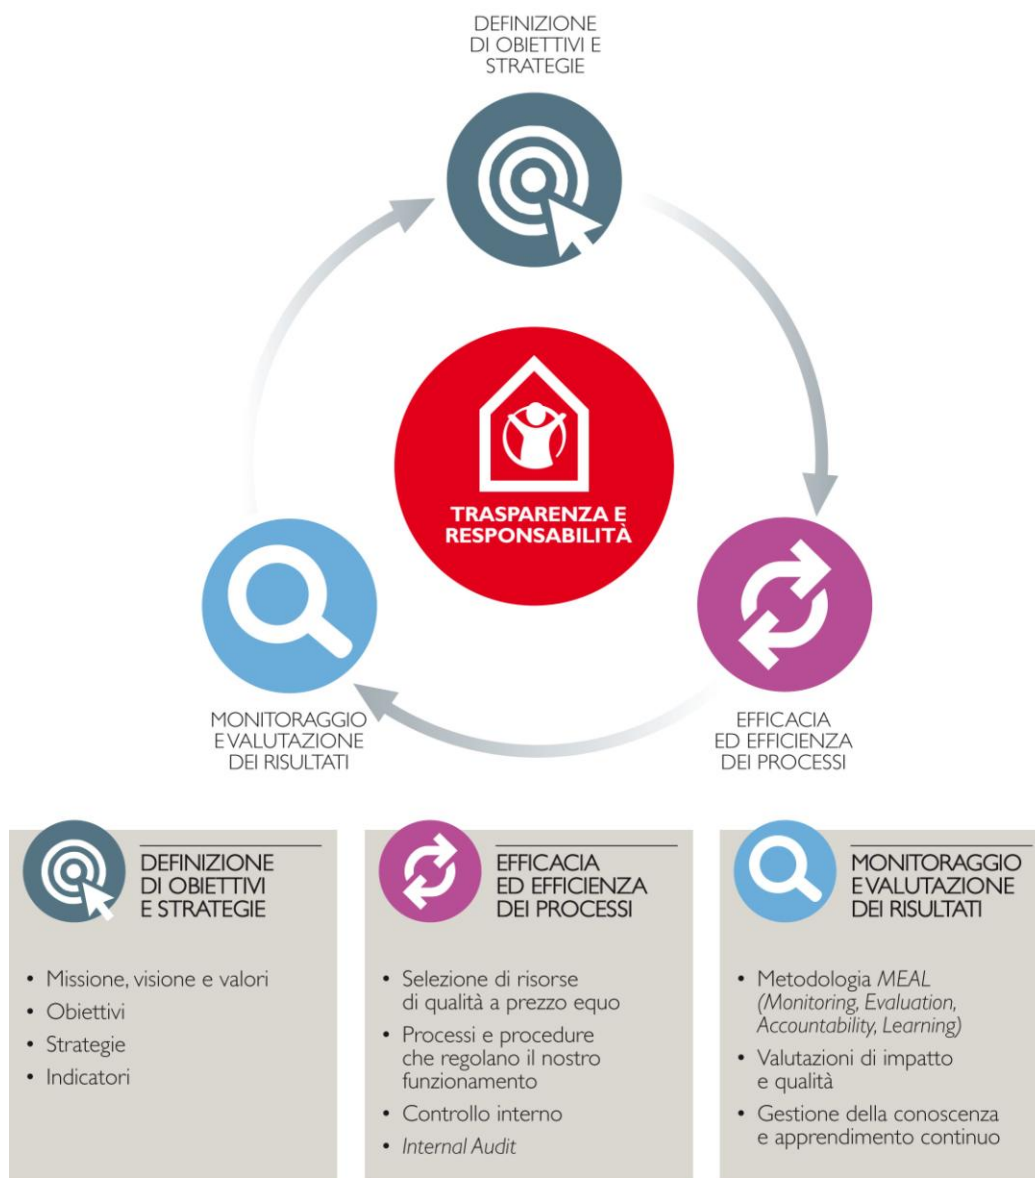 DEFINIZIONE
DI OBIETTIVI E
STRATEGIE
TRASPARENZA E
RESPONSABILITÀ
MONITORAGGIO
E VALUTAZIONE
DEI RISULTATI
EFFICACIA
ED EFFICIENZA
DEI PROCESSI
DEFINIZIONE
DI OBIETTIVI
E STRATEGIE
• Missione, visione e valori
• Obiettivi
• Strategie
• Indicatori
EFFICACIA
ED EFFICIENZA
DEI PROCESSI
• Selezione di risorse
di qualità a prezzo equo
• Processi e procedure
che regolano il nostro
funzionamento
• Controllo interno
• Internal Audit
MONITORAGGIO
E VALUTAZIONE
DEI RISULTATI
• Metodologia MEAL
(Monitoring, Evaluation,
Accountability, Learning)
• Valutazioni di impatto
e qualità
• Gestione della conoscenza
e apprendimento continuo